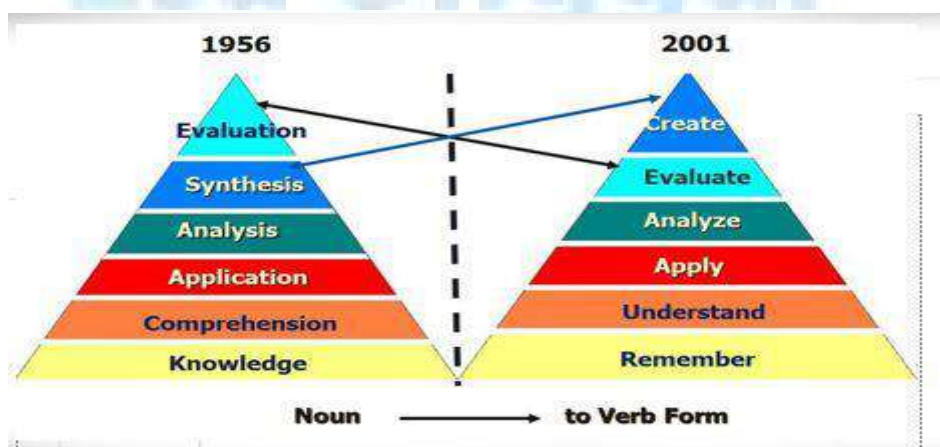 1956
2001
Evaluation
Synthesis
Analysis
Application
Comprehension
Knowledge
Create
Evaluate
Analyze
Apply
Understand
Remember
Noun to Verb Form